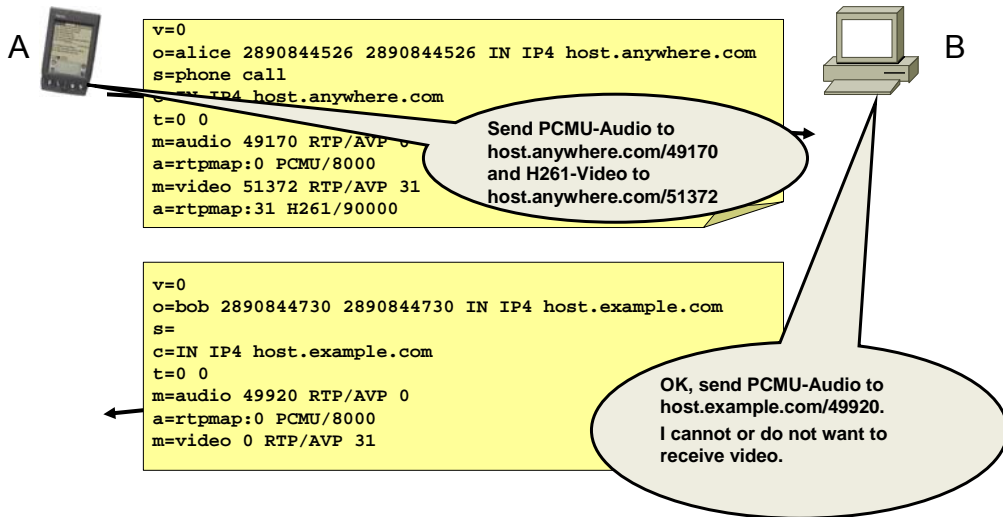 A
B
v=0
o=alice 2890844526 2890844526 IN IP4 host.anywhere.com
s=phone call
IP4 host.anywhere.com
t=0 0
m=audio 49170 RTP/AVP
a=rtpmap:0 PCMU/8000
m=video 51372 RTP/AVP 31
a=rtpmap:31 H261/90000
Send PCMU-Audio to
host.anywhere.com/49170
and H261-Video to
host.anywhere.com/51372
v=0
o=bob 2890844730 2890844730 IN IP4 host.example.com
s=
c=IN IP4 host.example.com
t=0 0
m=audio 49920 RTP/AVP 0
a=rtpmap:0 PCMU/8000
m=video 0 RTP/AVP 31
OK, send PCMU-Audio to
host.example.com/49920.
I cannot or do not want to
receive video.